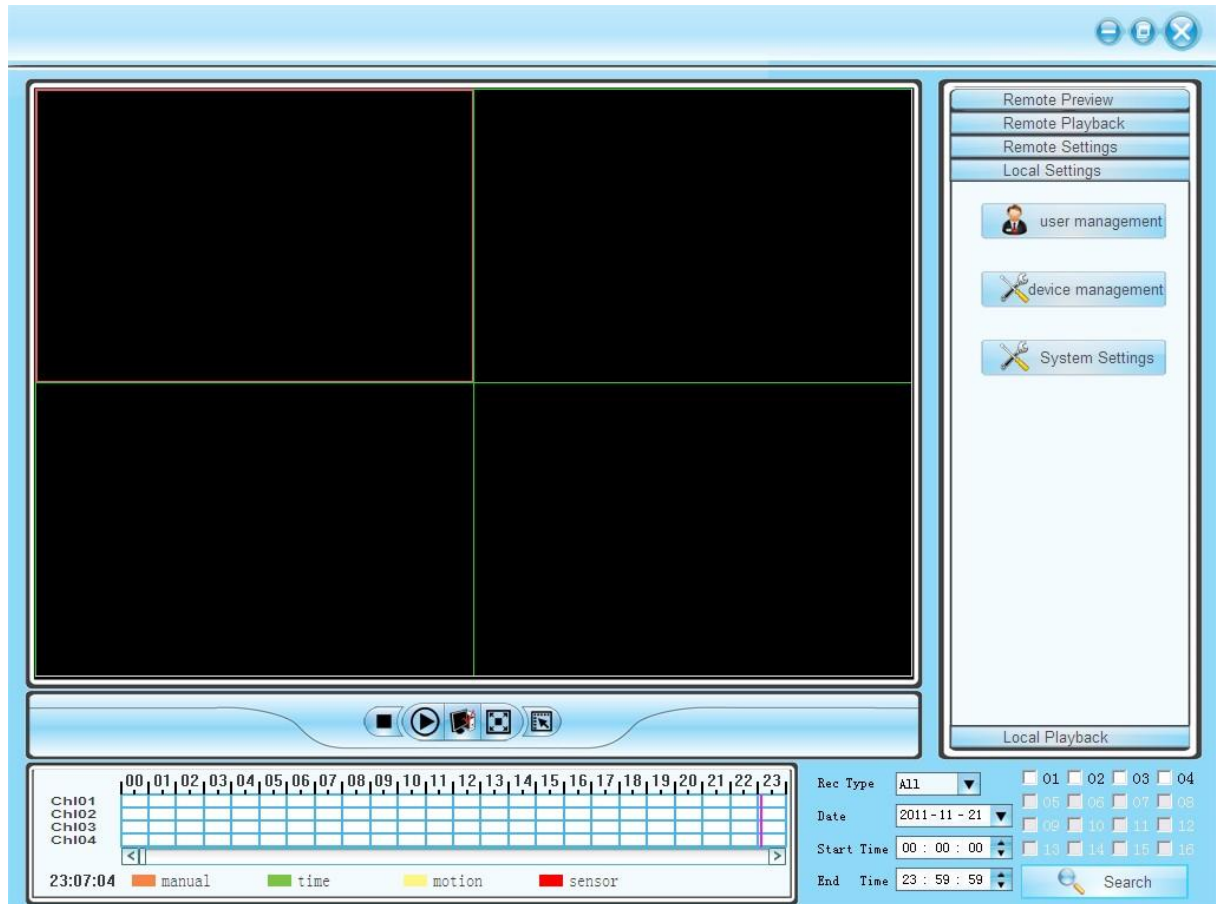 Remote Preview
Remote Playback
Remote Settings
Local Settings
user management
device management
System Settings
Local Playback
00 01 02 03 04 05 06 07 08 09 10 11 12 13 14 15 16 17 18 19 20 21 22 23
Chl01
Chl02
Chl03
Chl04
23:07:04 manual time motion sensor
Rec Type All
Date 2011-11-21
Start Time 00 : 00 : 00
End Time 23 : 59 : 59
01 02 03 04
05 06 07 08
09 10 11 12
13 14 15 16
Search